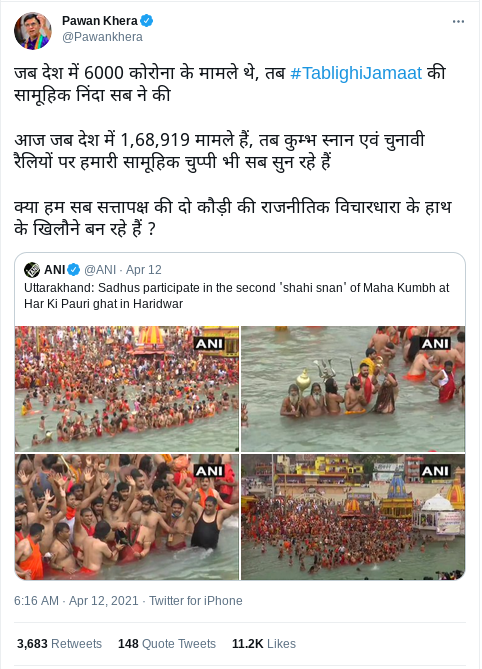 Pawan Khera
@Pawankhera
जब देश में 6000 कोरोना के मामले थे, तब #TablighiJamaat की
सामूहिक निंदा सब ने की
आज जब देश में 1,68,919 मामले हैं, तब कुम्भ स्नान एवं चुनावी
रैलियों पर हमारी सामूहिक चुप्पी भी सब सुन रहे हैं
क्या हम सब सत्तापक्ष की दो कौड़ी की राजनीतिक विचारधारा के हाथ
के खिलौने बन रहे हैं ?
ANI @ANI · Apr 12
Uttarakhand: Sadhus participate in the second 'shahi snan' of Maha Kumbh at
Har Ki Pauri ghat in Haridwar
ANI
ANI
ANI
ANI
6:16 AM · Apr 12, 2021 · Twitter for iPhone
3,683 Retweets 148 Quote Tweets 11.2K Likes